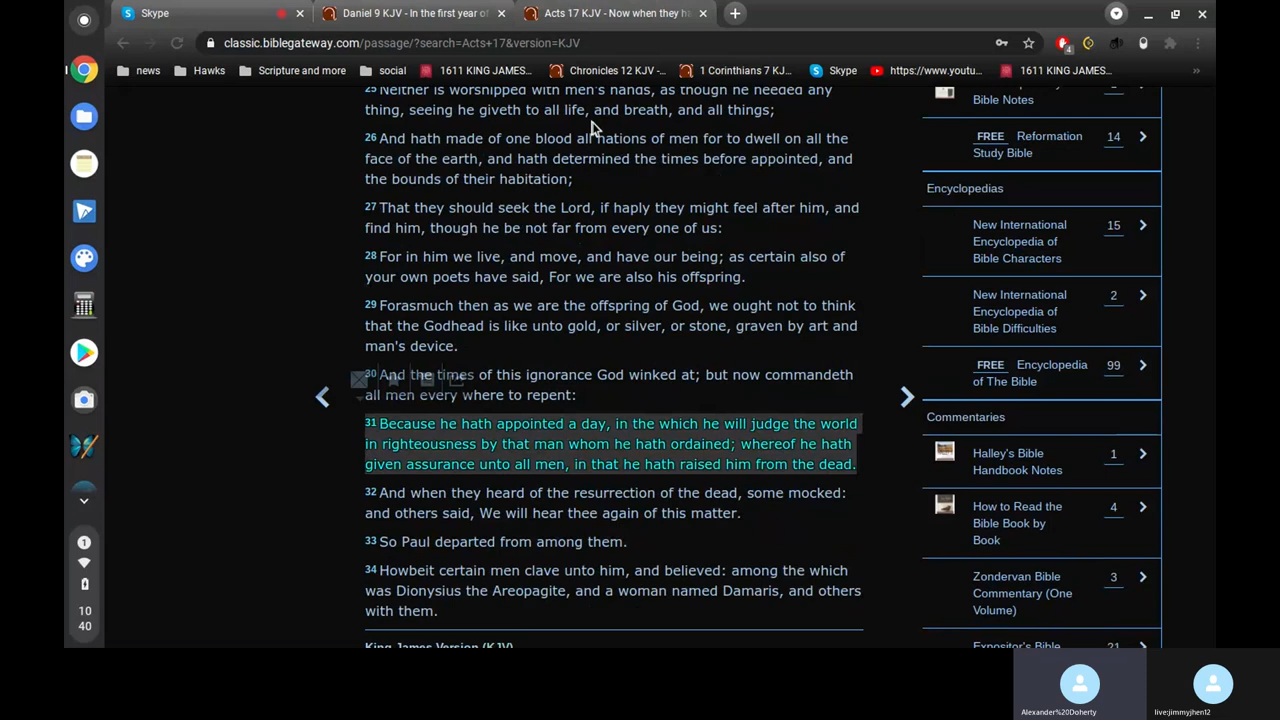 Skype
Daniel 9 KJV - In the first year of
Acts 17 KJV - Now when they h
classic.biblegateway.com/passage/?search=Acts+17&version=KJV
4
news
Hawks
Scripture and more
social
1611 KING JAMES...
Chronicles 12 KJV -...
1 Corinthians 7 KJ...
Skype
https://www.youtu...
1611 KING JAMES...
»
25 Neither is worshipped with men's hands, as though he needed any
thing, seeing he giveth to all life, and breath, and all things;
26 And hath made of one blood all nations of men for to dwell on all the
face of the earth, and hath determined the times before appointed, and
the bounds of their habitation;
27 That they should seek the Lord, if haply they might feel after him, and
find him, though he be not far from every one of us:
28 For in him we live, and move, and have our being; as certain also of
your own poets have said, For we are also his offspring.
29 Forasmuch then as we are the offspring of God, we ought not to think
that the Godhead is like unto gold, or silver, or stone, graven by art and
man's device.
30 And the times of this ignorance God winked at; but now commandeth
all men every where to repent:
31 Because he hath appointed a day, in the which he will judge the world
in righteousness by that man whom he hath ordained; whereof he hath
given assurance unto all men, in that he hath raised him from the dead.
32 And when they heard of the resurrection of the dead, some mocked:
and others said, We will hear thee again of this matter.
33 So Paul departed from among them.
34 Howbeit certain men clave unto him, and believed: among the which
was Dionysius the Areopagite, and a woman named Damaris, and others
with them.
King James Version (KJV)
Bible Notes
FREE Reformation 14
Study Bible
Encyclopedias
New International 15
Encyclopedia of
Bible Characters
New International 2
Encyclopedia of
Bible Difficulties
FREE Encyclopedia 99
of The Bible
Commentaries
Halley's Bible 1
Handbook Notes
How to Read the 4
Bible Book by
Book
Zondervan Bible 3
Commentary (One
Volume)
Expositor's Bible 21
1
10
40
Alexander%20Doherty
live:jimmyjhen12